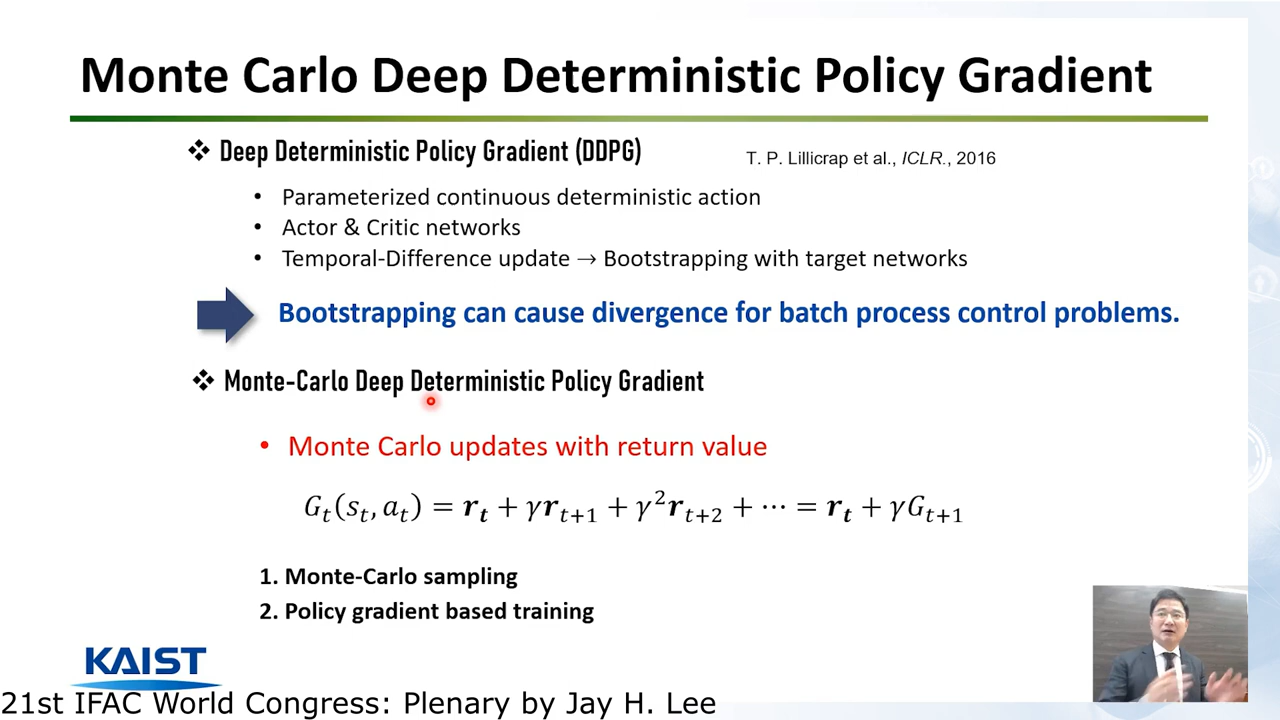 Monte Carlo Deep Deterministic Policy Gradient
❖ Deep Deterministic Policy Gradient (DDPG)
T. P. Lillicrap et al., ICLR., 2016
• Parameterized continuous deterministic action
• Actor & Critic networks
• Temporal-Difference update → Bootstrapping with target networks
Bootstrapping can cause divergence for batch process control problems.
❖ Monte-Carlo Deep Deterministic Policy Gradient
• Monte Carlo updates with return value
G_t(s_t, a_t) = r_t + γr_{t+1} + γ²r_{t+2} + ⋯ = r_t + γG_{t+1}
1. Monte-Carlo sampling
2. Policy gradient based training
KAIST
21st IFAC World Congress: Plenary by Jay H. Lee